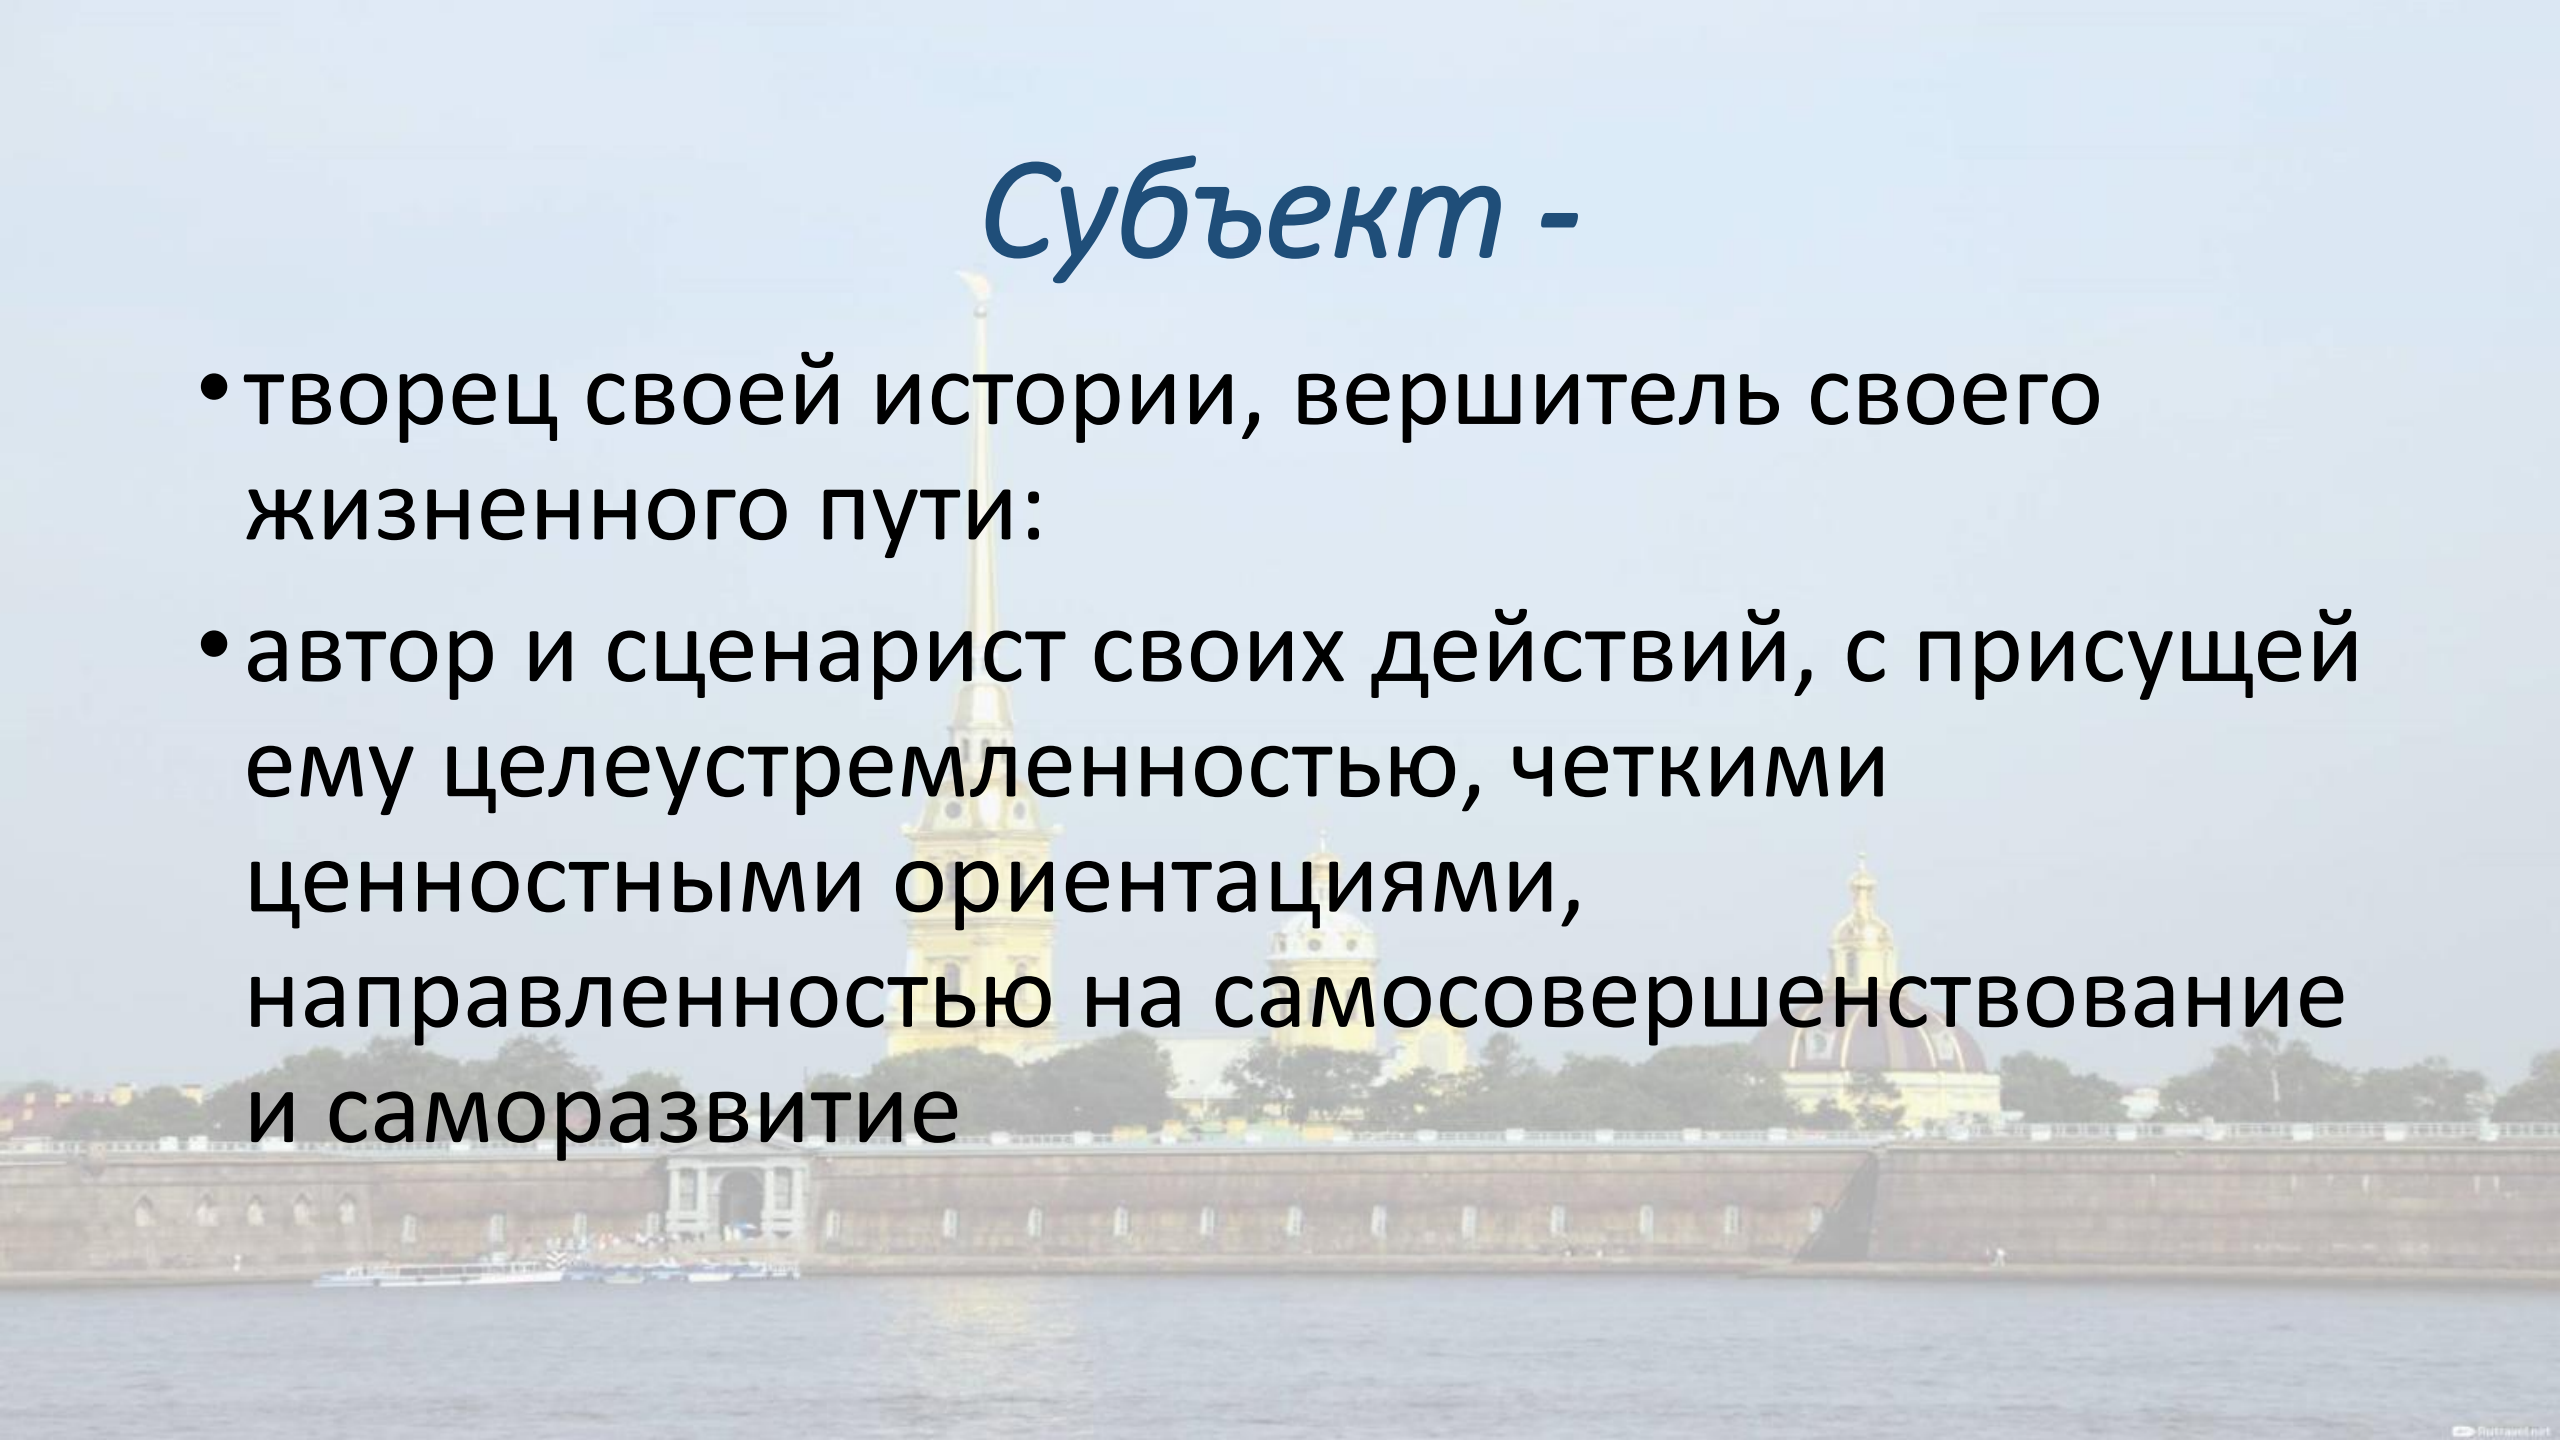 Субъект -
• творец своей истории, вершитель своего
жизненного пути:
• автор и сценарист своих действий, с присущей
ему целеустремленностью, четкими
ценностными ориентациями,
направленностью на самосовершенствование
и саморазвитие